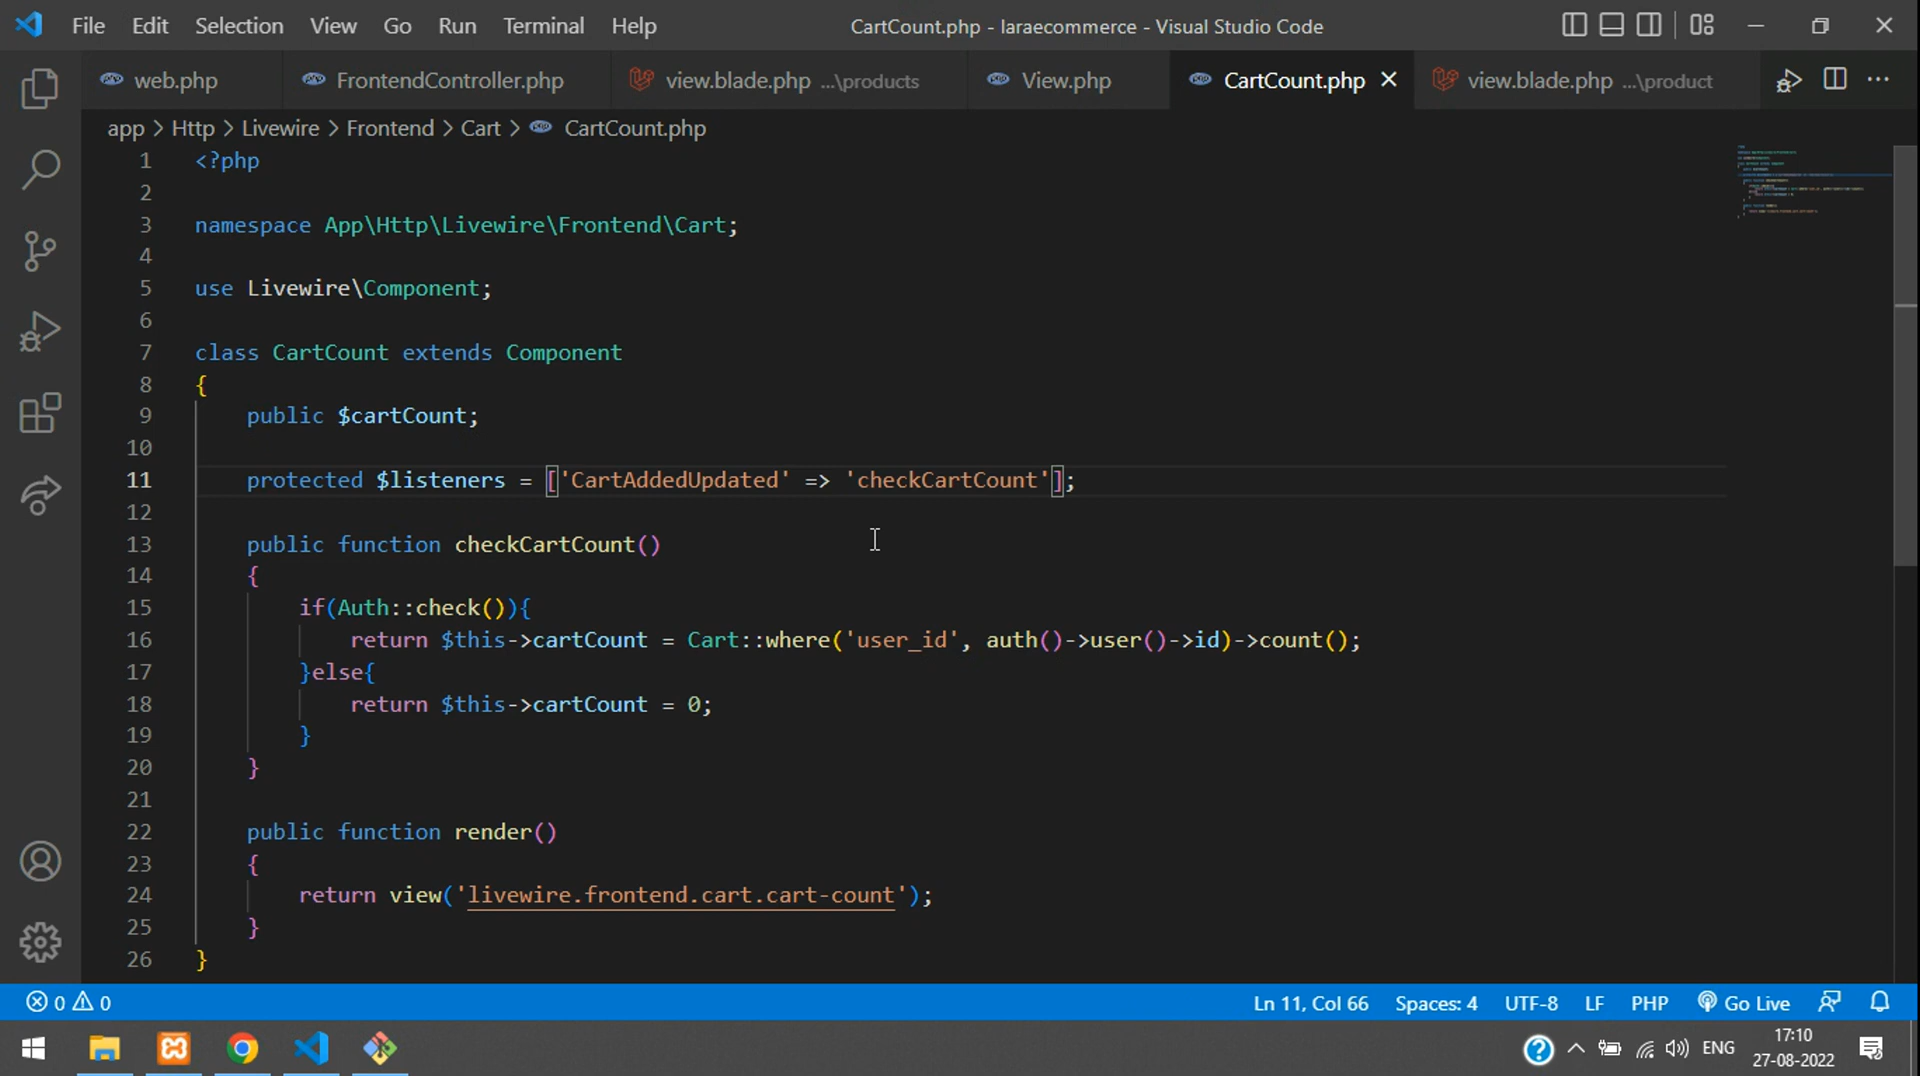 File Edit Selection View Go Run Terminal Help CartCount.php - laraecommerce - Visual Studio Code
web.php FrontendController.php view.blade.php ...\products View.php CartCount.php view.blade.php ...\product
app > Http > Livewire > Frontend > Cart > CartCount.php
1 <?php
2
3 namespace App\Http\Livewire\Frontend\Cart;
4
5 use Livewire\Component;
6
7 class CartCount extends Component
8 {
9 public $cartCount;
10
11 protected $listeners = ['CartAddedUpdated' => 'checkCartCount'];
12
13 public function checkCartCount()
14 {
15 if(Auth::check()){
16 return $this->cartCount = Cart::where('user_id', auth()->user()->id)->count();
17 }else{
18 return $this->cartCount = 0;
19 }
20 }
21
22 public function render()
23 {
24 return view('livewire.frontend.cart.cart-count');
25 }
26 }
0 0 Ln 11, Col 66 Spaces: 4 UTF-8 LF PHP Go Live
ENG 17:10
27-08-2022